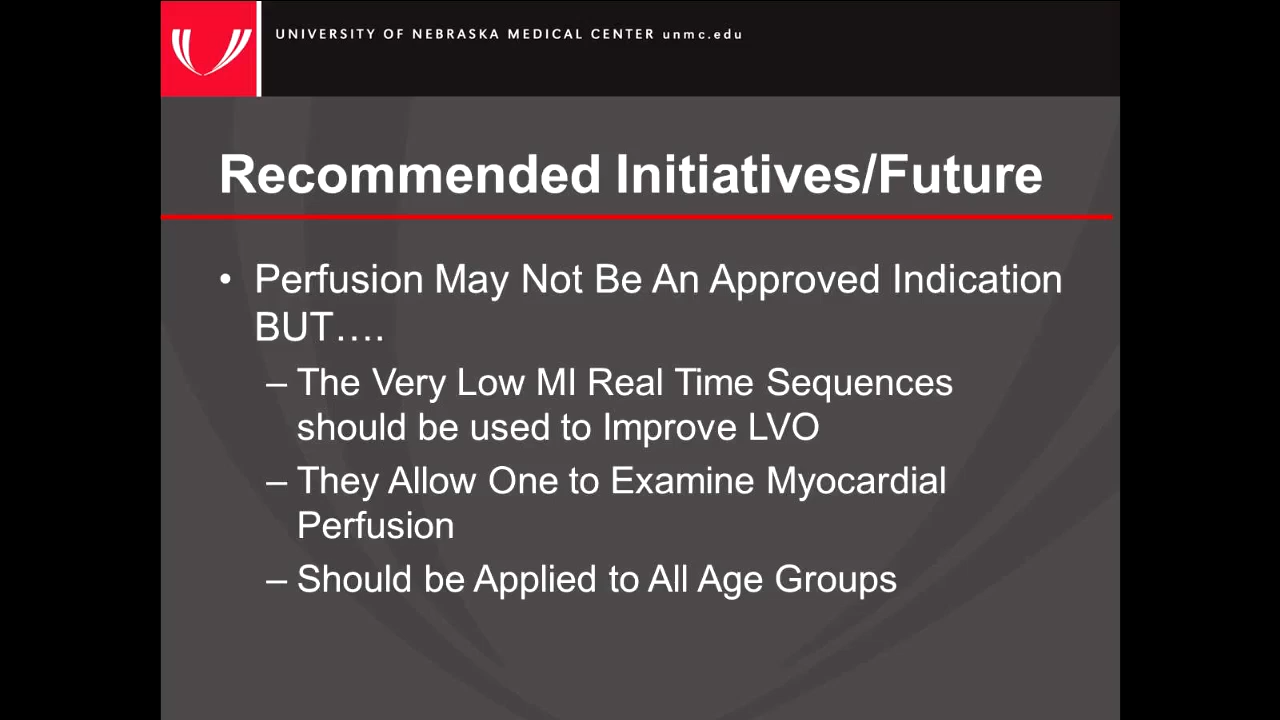 UNIVERSITY OF NEBRASKA MEDICAL CENTER unmc.edu
Recommended Initiatives/Future
• Perfusion May Not Be An Approved Indication
BUT….
– The Very Low MI Real Time Sequences
should be used to Improve LVO
– They Allow One to Examine Myocardial
Perfusion
– Should be Applied to All Age Groups